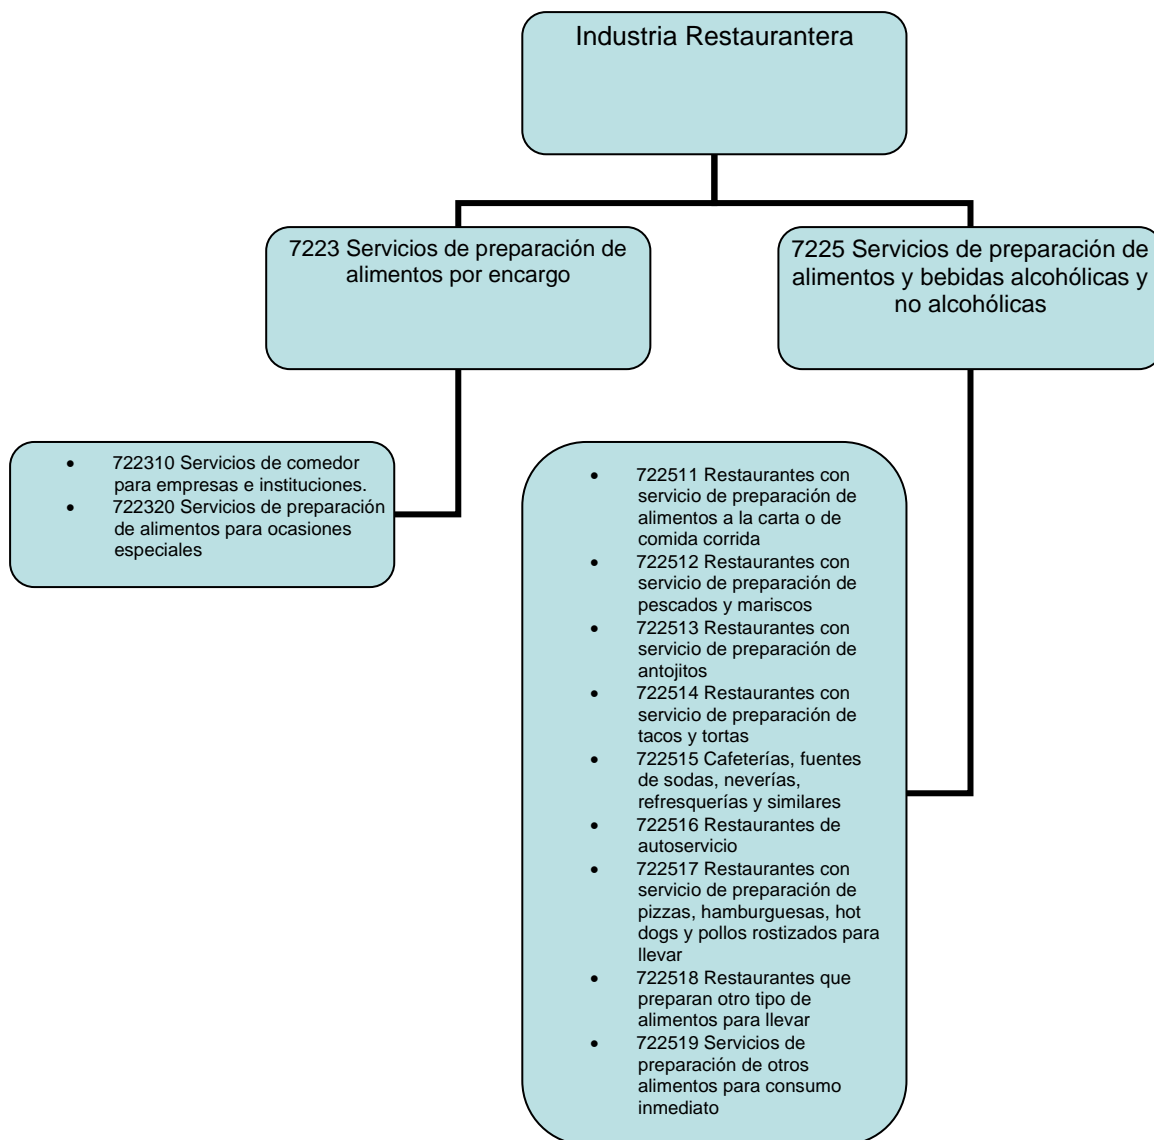 Industria Restaurantera
7223 Servicios de preparación de
alimentos por encargo
7225 Servicios de preparación de
alimentos y bebidas alcohólicas y
no alcohólicas
• 722310 Servicios de comedor
para empresas e instituciones.
• 722320 Servicios de preparación
de alimentos para ocasiones
especiales
• 722511 Restaurantes con
servicio de preparación de
alimentos a la carta o de
comida corrida
• 722512 Restaurantes con
servicio de preparación de
pescados y mariscos
• 722513 Restaurantes con
servicio de preparación de
antojitos
• 722514 Restaurantes con
servicio de preparación de
tacos y tortas
• 722515 Cafeterías, fuentes
de sodas, neverías,
refresquerías y similares
• 722516 Restaurantes de
autoservicio
• 722517 Restaurantes con
servicio de preparación de
pizzas, hamburguesas, hot
dogs y pollos rostizados para
llevar
• 722518 Restaurantes que
preparan otro tipo de
alimentos para llevar
• 722519 Servicios de
preparación de otros
alimentos para consumo
inmediato